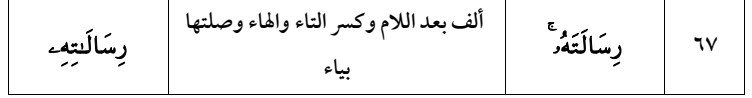 ٦٧ رِسَالَتَهُۥۚ ألف بعد اللام وكسر التاء والهاء وصلتها رِسَالَـٰتِهِۦ
بياء